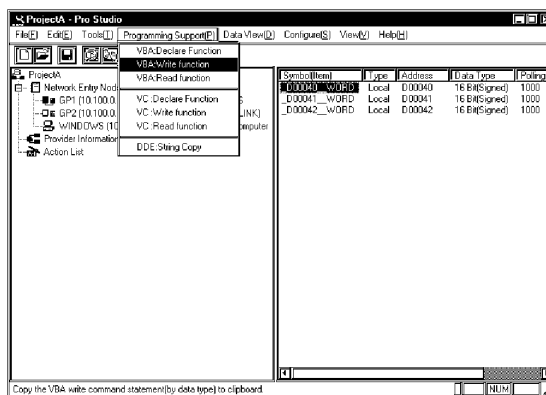 ProjectA - Pro Studio
File(F) Edit(E) Tools(T) Programming Support(P) Data View(D) Configure(S) View(V) Help(H)
VBA:Declare Function
VBA:Write function
VBA:Read function
VC :Declare Function
VC :Write function
VC :Read function
DDE:String Copy
ProjectA
Network Entry Nod
GP1 (10.100.0. S
GP2 (10.100.0. LINK)
WINDOWS (10 omputer
Provider Information
Action List
Symbol(Item) Type Address Data Type Polling
_D00040__WORD Local D00040 16 Bit(Signed) 1000
_D00041__WORD Local D00041 16 Bit(Signed) 1000
_D00042__WORD Local D00042 16 Bit(Signed) 1000
Copy the VBA write command statement(by data type) to clipboard. NUM